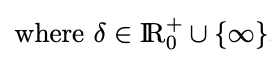 where δ ∈ ℝ₀⁺ ∪ {∞}.